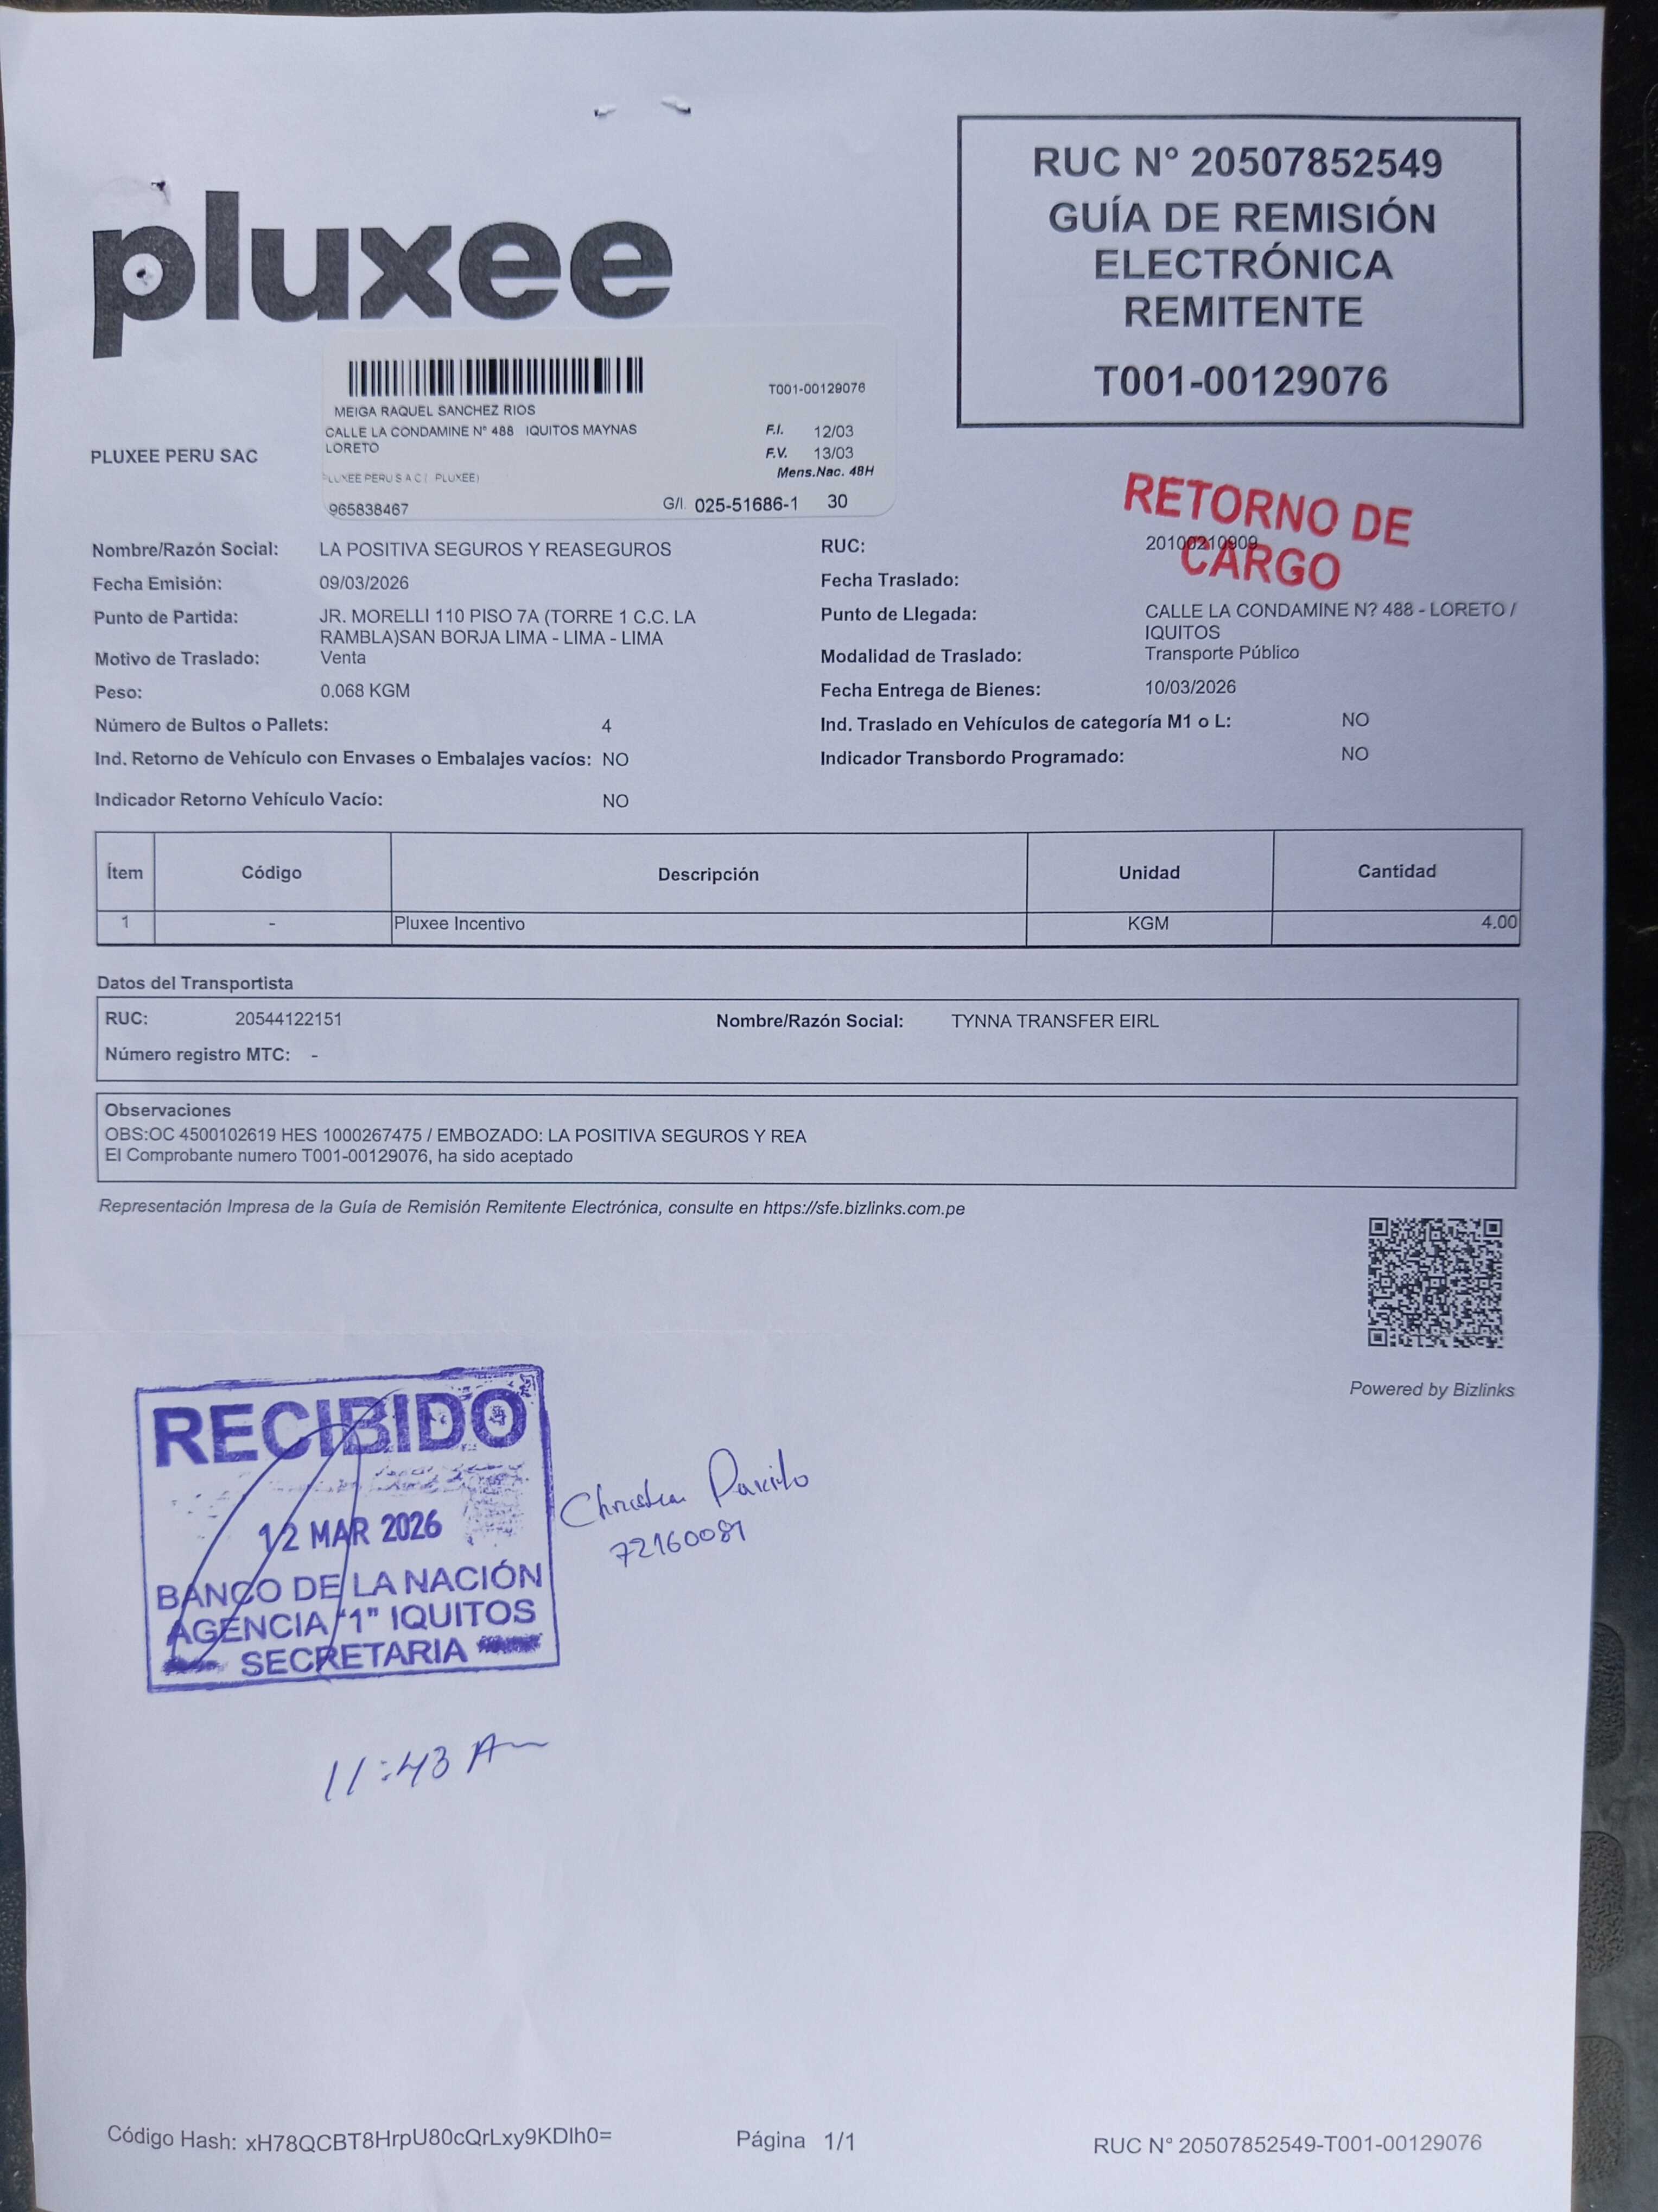 pluxee
RUC N° 20507852549
GUÍA DE REMISIÓN
ELECTRÓNICA
REMITENTE
T001-00129076
T001-00129076
MEIGA RAQUEL SANCHEZ RIOS
CALLE LA CONDAMINE N° 488 IQUITOS MAYNAS
LORETO
F.I. 12/03
F.V. 13/03
Mens.Nac. 48H
PLUXEE PERU S A C ( PLUXEE)
965838467
G/I. 025-51686-1 30
PLUXEE PERU SAC
RETORNO DE
CARGO
Nombre/Razón Social: LA POSITIVA SEGUROS Y REASEGUROS
RUC: 20100210909
Fecha Emisión: 09/03/2026
Fecha Traslado:
Punto de Partida: JR. MORELLI 110 PISO 7A (TORRE 1 C.C. LA
RAMBLA)SAN BORJA LIMA - LIMA - LIMA
Punto de Llegada: CALLE LA CONDAMINE N? 488 - LORETO /
IQUITOS
Motivo de Traslado: Venta
Modalidad de Traslado: Transporte Público
Peso: 0.068 KGM
Fecha Entrega de Bienes: 10/03/2026
Número de Bultos o Pallets: 4
Ind. Traslado en Vehículos de categoría M1 o L: NO
Ind. Retorno de Vehículo con Envases o Embalajes vacíos: NO
Indicador Transbordo Programado: NO
Indicador Retorno Vehículo Vacío: NO
Ítem Código Descripción Unidad Cantidad
1 - Pluxee Incentivo KGM 4.00
Datos del Transportista
RUC: 20544122151 Nombre/Razón Social: TYNNA TRANSFER EIRL
Número registro MTC: -
Observaciones
OBS:OC 4500102619 HES 1000267475 / EMBOZADO: LA POSITIVA SEGUROS Y REA
El Comprobante numero T001-00129076, ha sido aceptado
Representación Impresa de la Guía de Remisión Remitente Electrónica, consulte en https://sfe.bizlinks.com.pe
Powered by Bizlinks
RECIBIDO
12 MAR 2026
BANCO DE LA NACIÓN
AGENCIA "1" IQUITOS
SECRETARIA
72160081
11:43 A
Código Hash: xH78QCBT8HrpU80cQrLxy9KDlh0=
Página 1/1
RUC N° 20507852549-T001-00129076